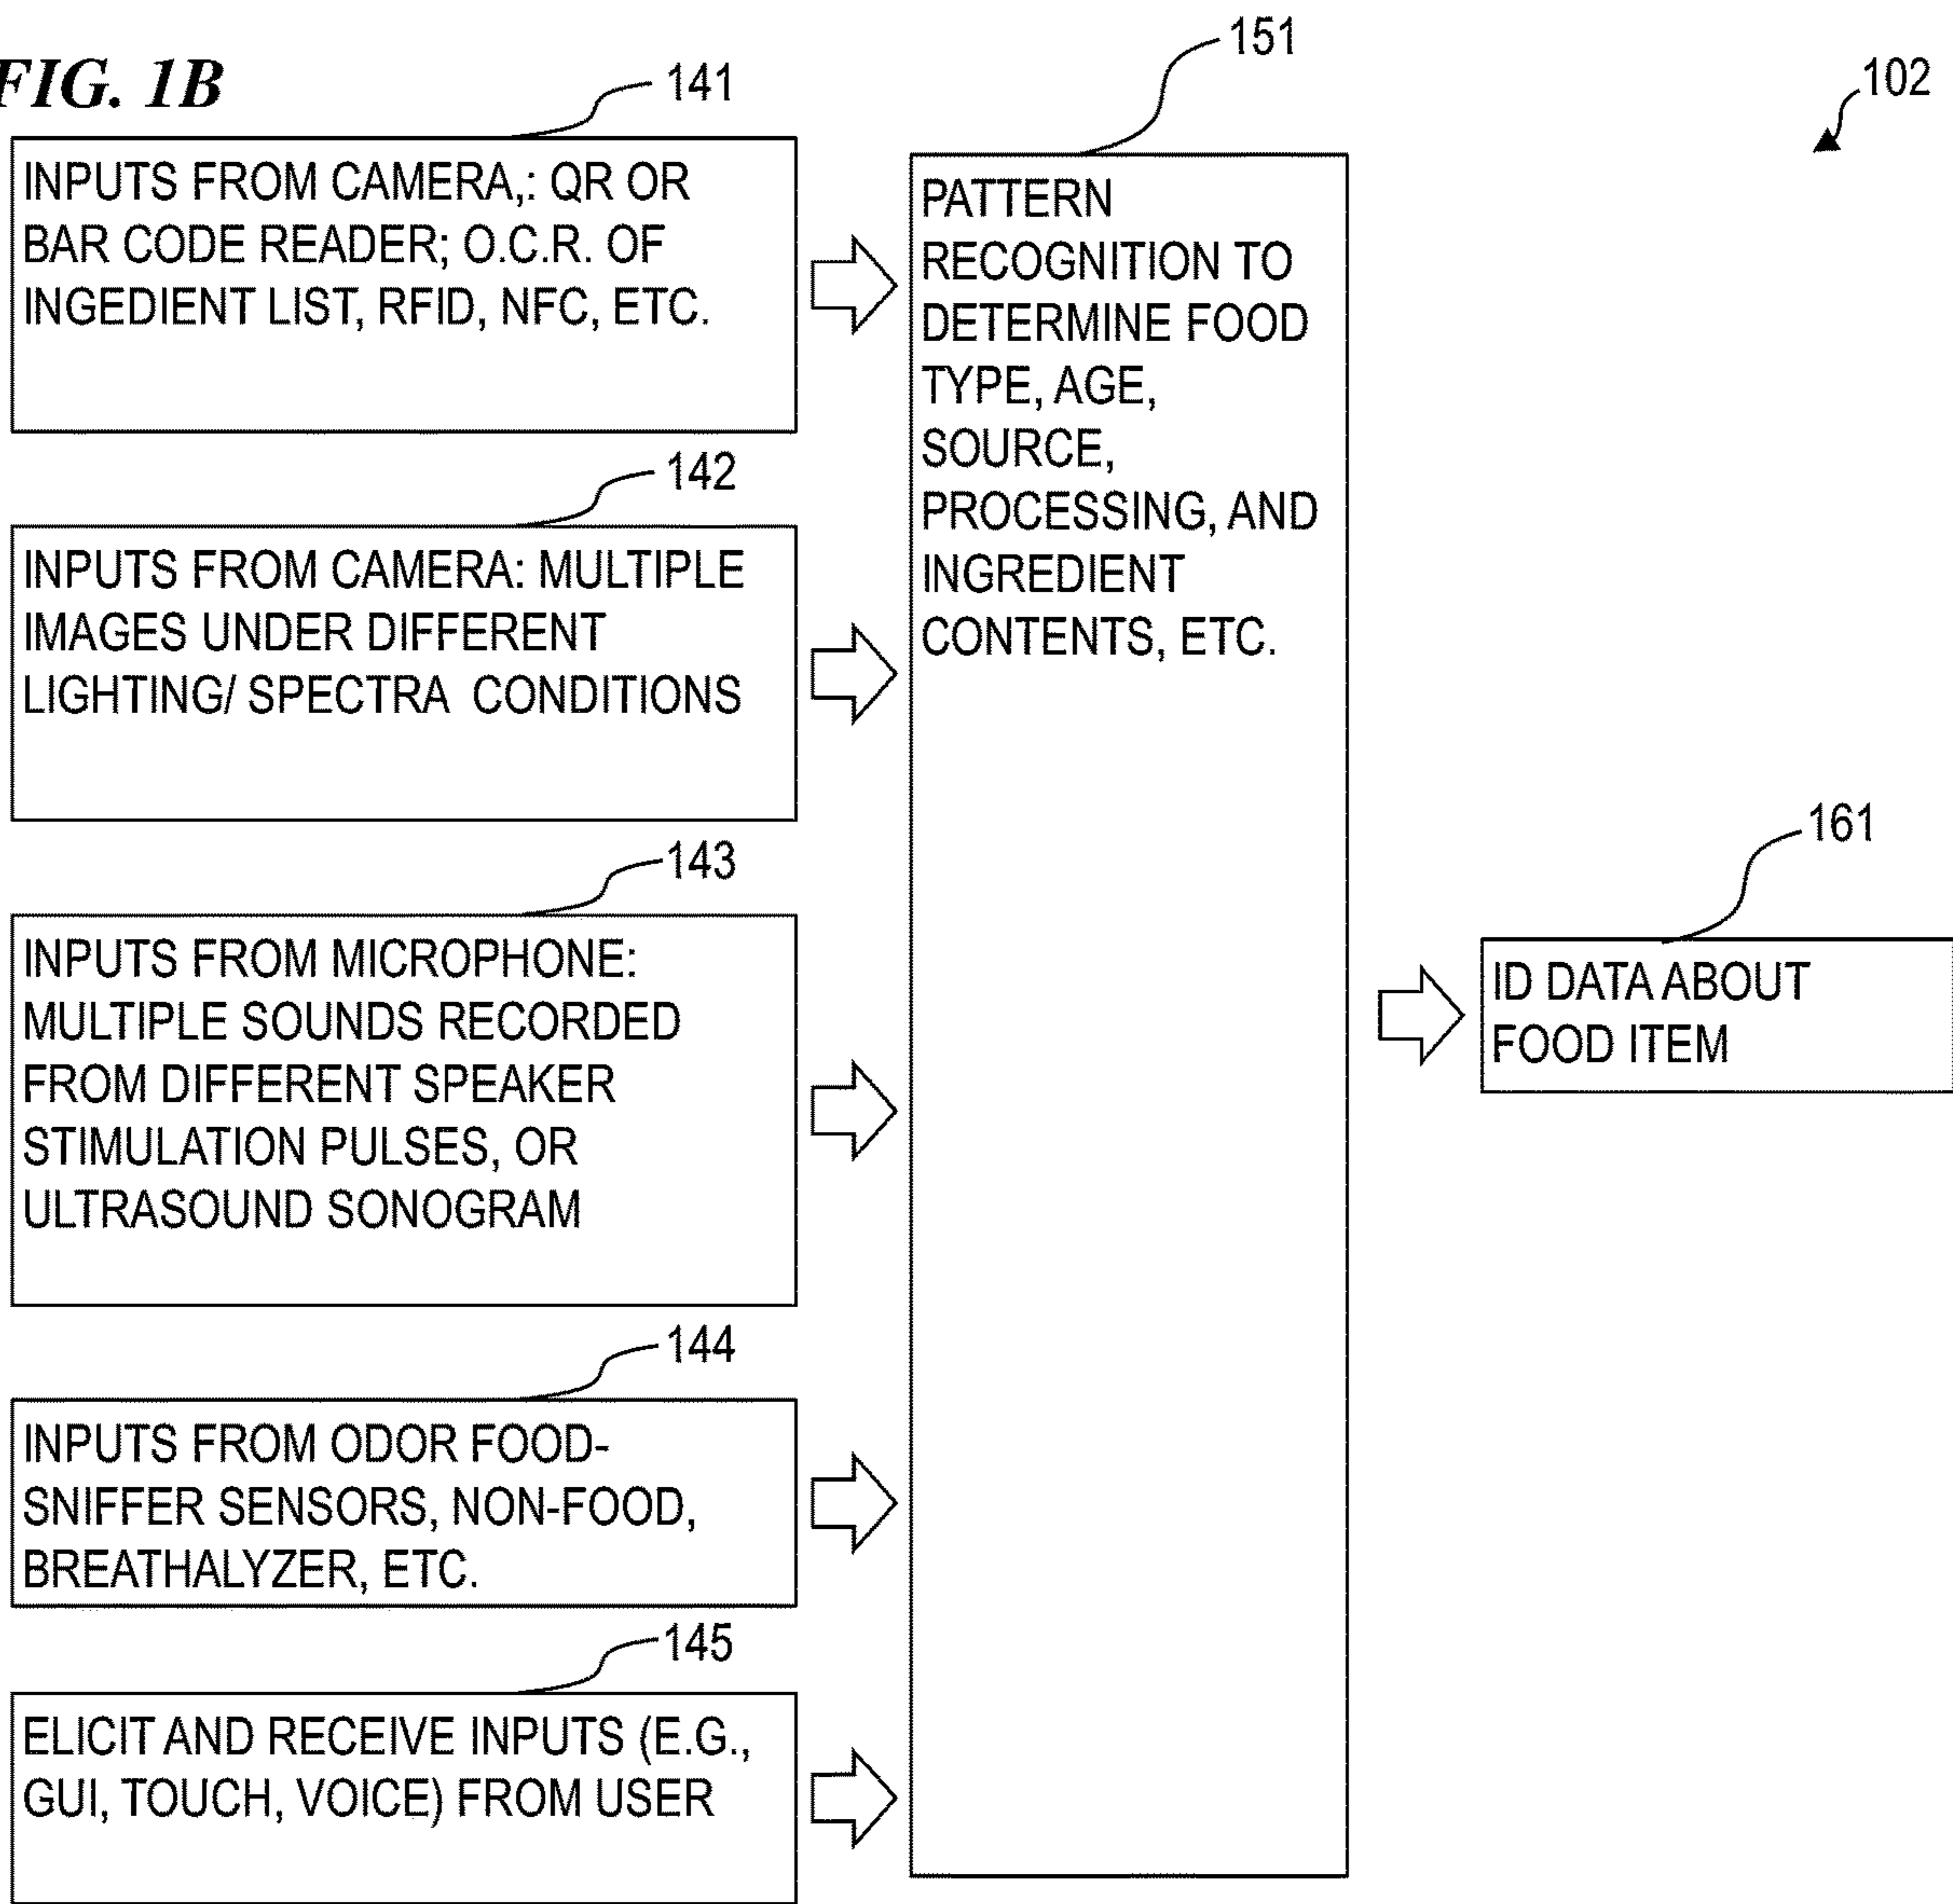 FIG. 1B
141
INPUTS FROM CAMERA,: QR OR
BAR CODE READER; O.C.R. OF
INGEDIENT LIST, RFID, NFC, ETC.
142
INPUTS FROM CAMERA: MULTIPLE
IMAGES UNDER DIFFERENT
LIGHTING/ SPECTRA CONDITIONS
143
INPUTS FROM MICROPHONE:
MULTIPLE SOUNDS RECORDED
FROM DIFFERENT SPEAKER
STIMULATION PULSES, OR
ULTRASOUND SONOGRAM
144
INPUTS FROM ODOR FOOD-
SNIFFER SENSORS, NON-FOOD,
BREATHALYZER, ETC.
145
ELICIT AND RECEIVE INPUTS (E.G.,
GUI, TOUCH, VOICE) FROM USER
151
PATTERN
RECOGNITION TO
DETERMINE FOOD
TYPE, AGE,
SOURCE,
PROCESSING, AND
INGREDIENT
CONTENTS, ETC.
102
161
ID DATA ABOUT
FOOD ITEM